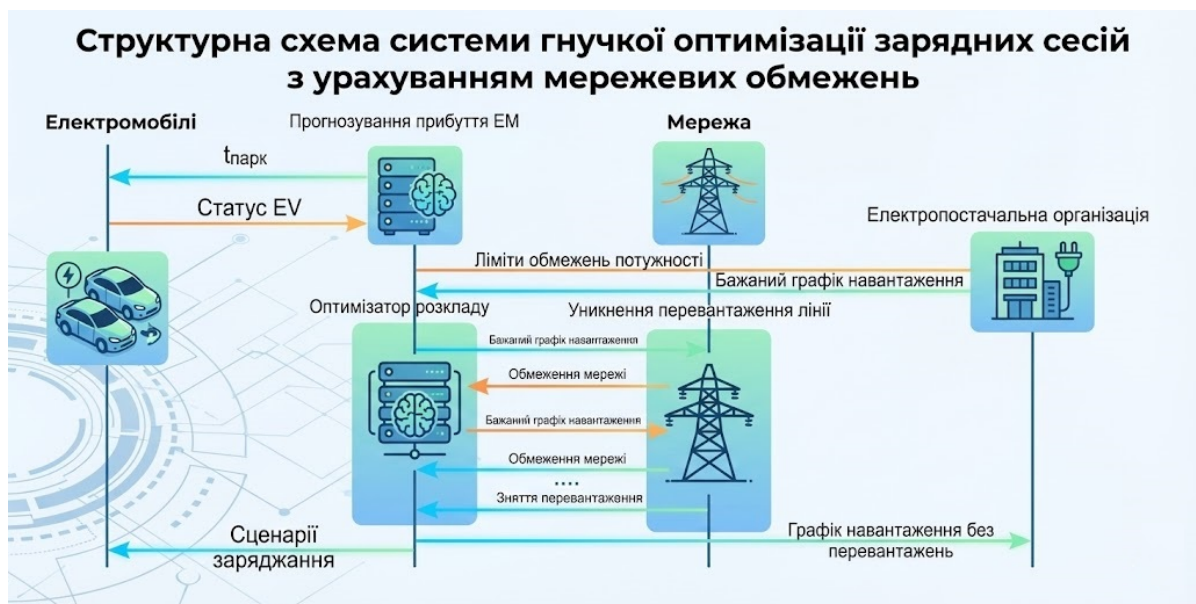 Структурна схема системи гнучкої оптимізації зарядних сесій
з урахуванням мережевих обмежень
Електромобілі
Прогнозування прибуття ЕМ
Мережа
tпарк
Статус EV
Електропостачальна організація
Ліміти обмежень потужності
Бажаний графік навантаження
Оптимізатор розкладу
Уникнення перевантаження лінії
Бажаний графік навантаження
Обмеження мережі
Бажаний графік навантаження
Обмеження мережі
....
Зняття перевантаження
Сценарії
заряджання
Графік навантаження без
перевантажень